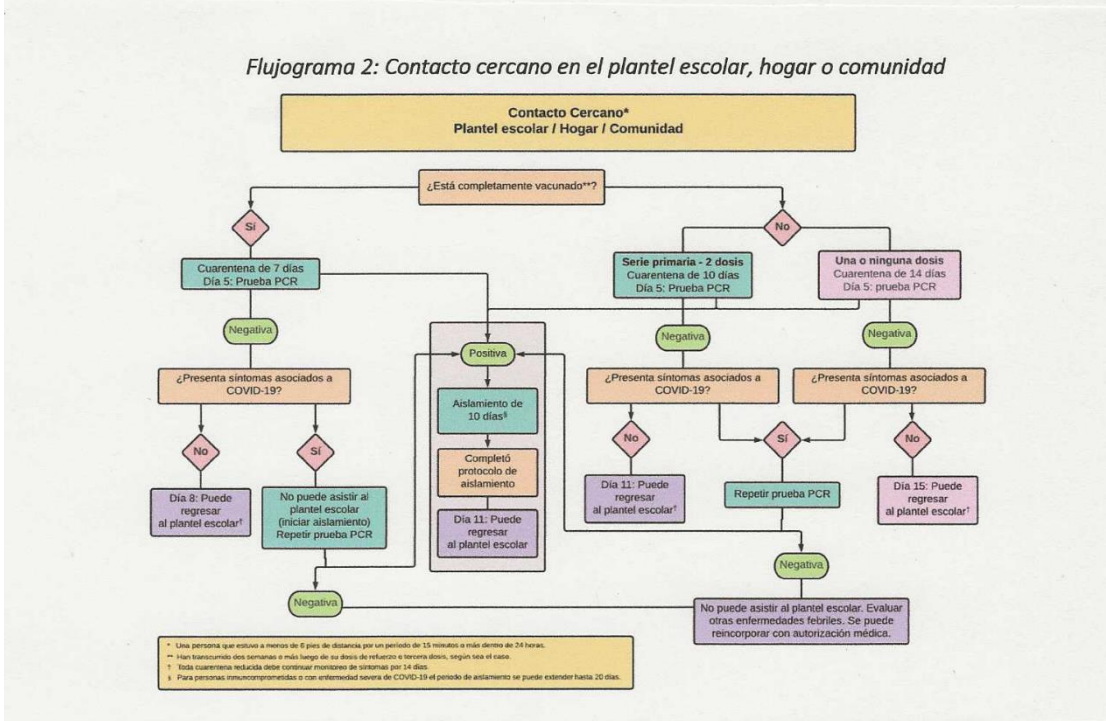 Flujograma 2: Contacto cercano en el plantel escolar, hogar o comunidad
Contacto Cercano*
Plantel escolar / Hogar / Comunidad
¿Está completamente vacunado**?
Sí
No
Cuarentena de 7 días
Día 5: Prueba PCR
Serie primaria - 2 dosis
Cuarentena de 10 días
Día 5: Prueba PCR
Una o ninguna dosis
Cuarentena de 14 días
Día 5: prueba PCR
Negativa
Positiva
Negativa
Negativa
¿Presenta síntomas asociados a
COVID-19?
Aislamiento de
10 días§
¿Presenta síntomas asociados a
COVID-19?
¿Presenta síntomas asociados a
COVID-19?
No
Sí
Completó
protocolo de
aislamiento
No
Sí
No
Día 8: Puede
regresar
al plantel escolar†
No puede asistir al
plantel escolar
(iniciar aislamiento)
Repetir prueba PCR
Día 11: Puede
regresar
al plantel escolar
Día 11: Puede
regresar
al plantel escolar†
Repetir prueba PCR
Día 15: Puede
regresar
al plantel escolar†
Negativa
Negativa
No puede asistir al plantel escolar. Evaluar
otras enfermedades febriles. Se puede
reincorporar con autorización médica.
* Una persona que estuvo a menos de 6 pies de distancia por un período de 15 minutos o más dentro de 24 horas.
** Han transcurrido dos semanas o más luego de su dosis de refuerzo o tercera dosis, según sea el caso.
† Toda cuarentena reducida debe continuar monitoreo de síntomas por 14 días.
§ Para personas inmuncomprometidas o con enfermedad severa de COVID-19 el periodo de aislamiento se puede extender hasta 20 días.